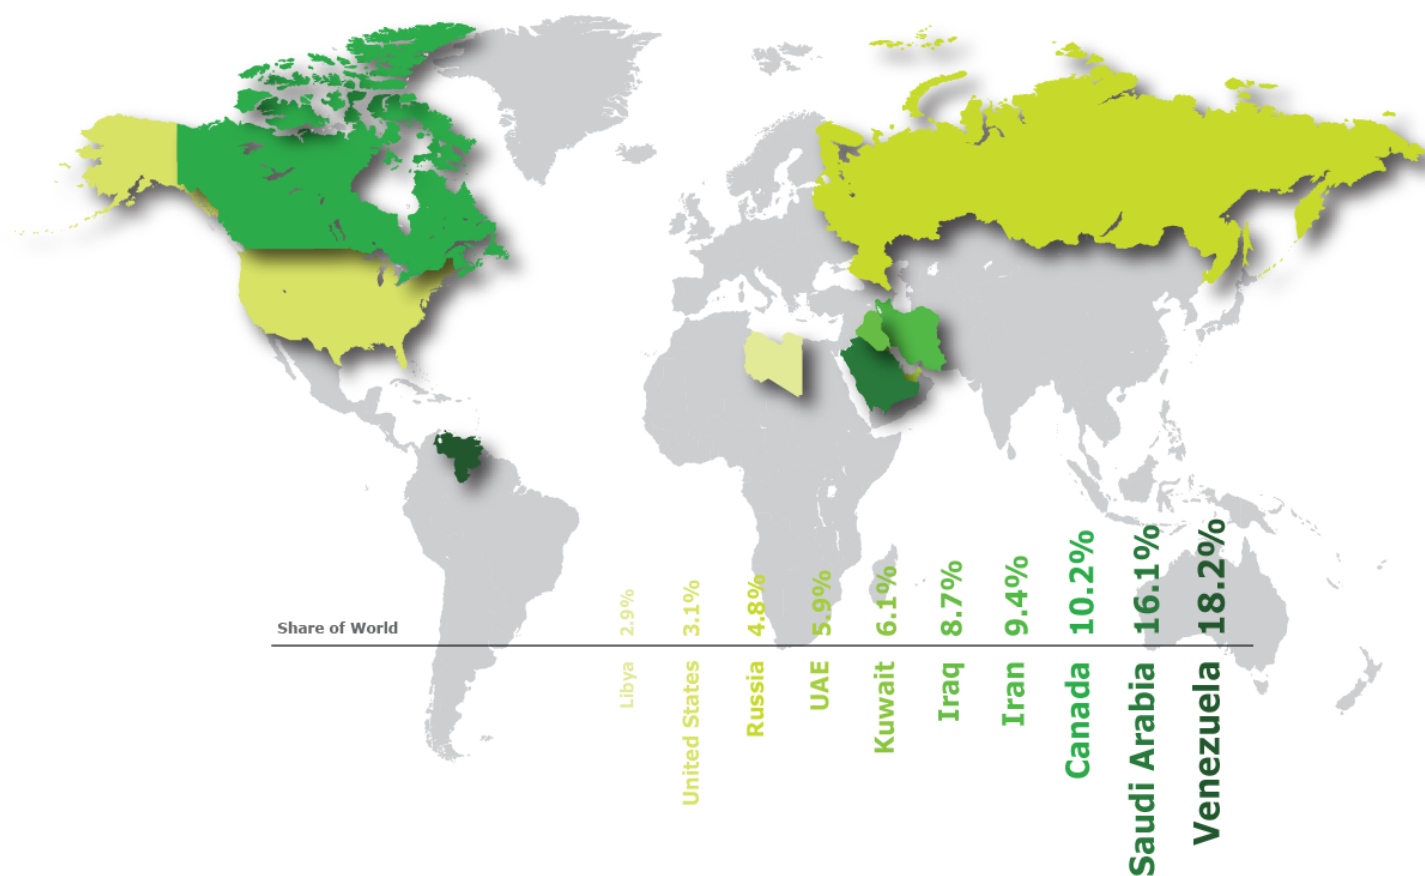 Share of World
2.9%
3.1%
4.8%
5.9%
6.1%
8.7%
9.4%
10.2%
16.1%
18.2%
Libya
United States
Russia
UAE
Kuwait
Iraq
Iran
Canada
Saudi Arabia
Venezuela